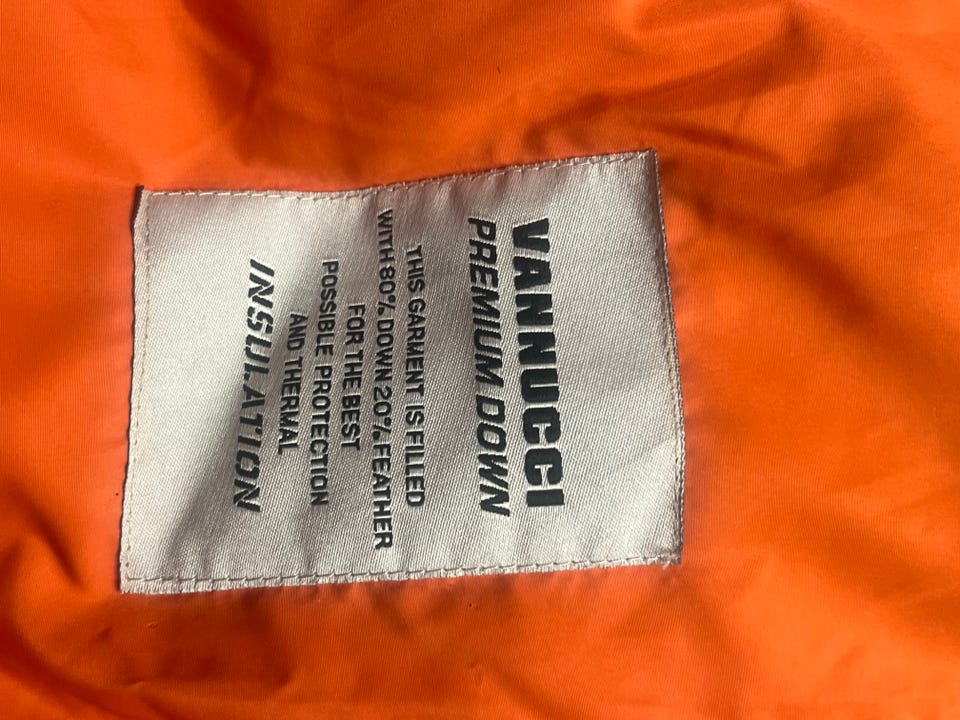 VANNUCCI
PREMIUM DOWN
THIS GARMENT IS FILLED
WITH 80% DOWN 20% FEATHER
FOR THE BEST
POSSIBLE PROTECTION
AND THERMAL
INSULATION